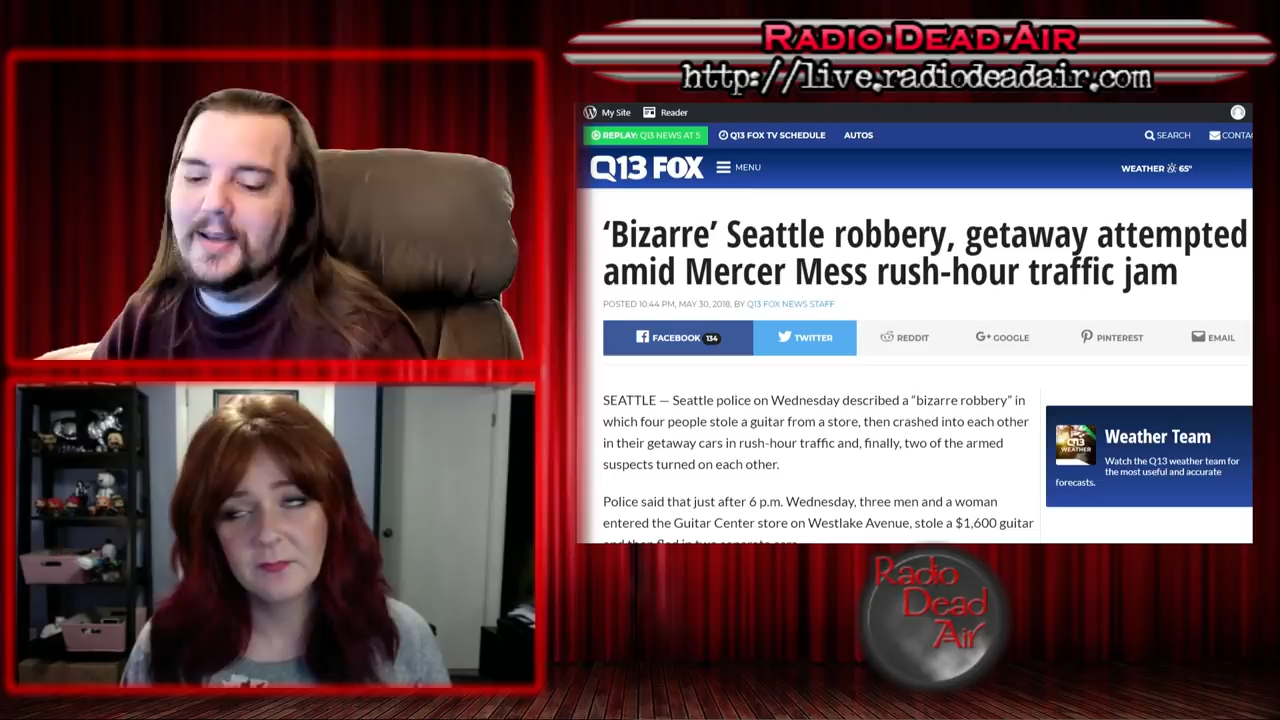 RADIO DEAD AIR
http://live.radiodeadair.com
My Site Reader
REPLAY: Q13 NEWS AT 5 Q13 FOX TV SCHEDULE AUTOS SEARCH
Q13 FOX MENU WEATHER 65°
‘Bizarre’ Seattle robbery, getaway attempted
amid Mercer Mess rush-hour traffic jam
POSTED 10:44 PM, MAY 30, 2018, BY Q13 FOX NEWS STAFF
FACEBOOK 134 TWITTER REDDIT G+ GOOGLE PINTEREST EMAIL
SEATTLE — Seattle police on Wednesday described a “bizarre robbery” in
which four people stole a guitar from a store, then crashed into each other
in their getaway cars in rush-hour traffic and, finally, two of the armed
suspects turned on each other.
Police said that just after 6 p.m. Wednesday, three men and a woman
entered the Guitar Center store on Westlake Avenue, stole a $1,600 guitar
Q13
WEATHER
Weather Team
Watch the Q13 weather team for
the most useful and accurate
forecasts.
Radio
Dead
Air